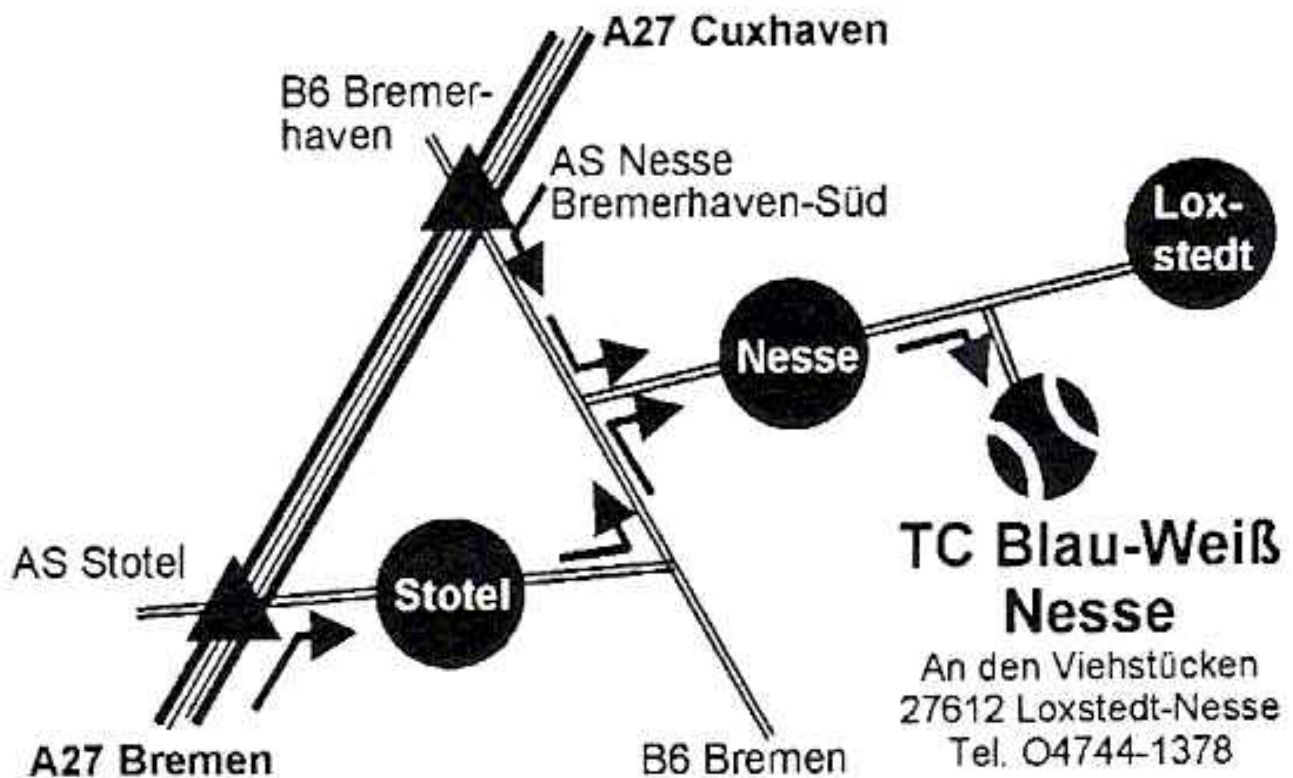 A27 Cuxhaven
B6 Bremer-
haven
AS Nesse
Bremerhaven-Süd
Lox-
stedt
Nesse
AS Stotel
Stotel
TC Blau-Weiß
Nesse
An den Viehstücken
27612 Loxstedt-Nesse
Tel. O4744-1378
A27 Bremen
B6 Bremen